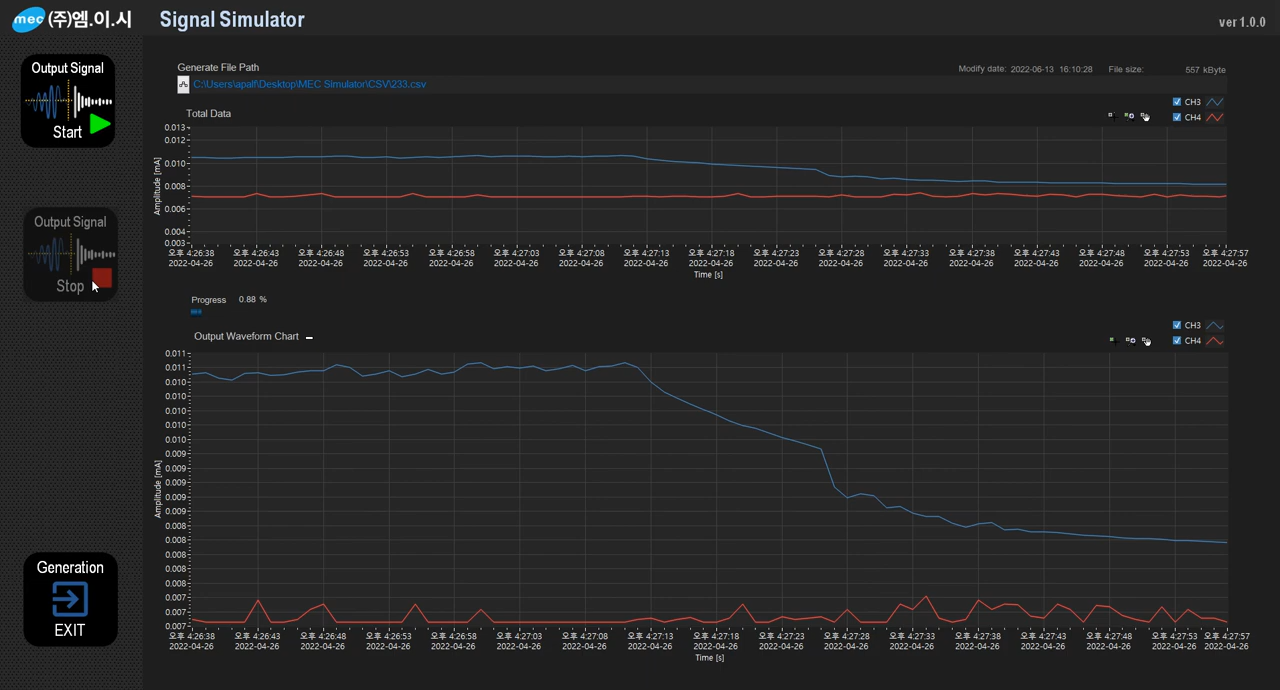 mec (주)엠.이.시
Signal Simulator
ver 1.0.0
Output Signal
Start
Output Signal
Stop
Generation
EXIT
Generate File Path
Modify date: 2022-06-13 16:10:28 File size: 557 kByte
C:\Users\apalf\Desktop\MEC Simulator\CSV\233.csv
Total Data
CH3
CH4
Amplitude [mA]
0.013
0.012
0.010
0.008
0.006
0.004
0.003
오후 4:26:38 오후 4:26:43 오후 4:26:48 오후 4:26:53 오후 4:26:58 오후 4:27:03 오후 4:27:08 오후 4:27:13 오후 4:27:18 오후 4:27:23 오후 4:27:28 오후 4:27:33 오후 4:27:38 오후 4:27:43 오후 4:27:48 오후 4:27:53 오후 4:27:57
2022-04-26 2022-04-26 2022-04-26 2022-04-26 2022-04-26 2022-04-26 2022-04-26 2022-04-26 2022-04-26 2022-04-26 2022-04-26 2022-04-26 2022-04-26 2022-04-26 2022-04-26 2022-04-26 2022-04-26
Time [s]
Progress 0.88 %
Output Waveform Chart
CH3
CH4
Amplitude [mA]
0.011
0.011
0.010
0.010
0.010
0.010
0.010
0.009
0.009
0.009
0.009
0.009
0.008
0.008
0.008
0.008
0.008
0.007
0.007
0.007
오후 4:26:38 오후 4:26:43 오후 4:26:48 오후 4:26:53 오후 4:26:58 오후 4:27:03 오후 4:27:08 오후 4:27:13 오후 4:27:18 오후 4:27:23 오후 4:27:28 오후 4:27:33 오후 4:27:38 오후 4:27:43 오후 4:27:48 오후 4:27:53 오후 4:27:57
2022-04-26 2022-04-26 2022-04-26 2022-04-26 2022-04-26 2022-04-26 2022-04-26 2022-04-26 2022-04-26 2022-04-26 2022-04-26 2022-04-26 2022-04-26 2022-04-26 2022-04-26 2022-04-26 2022-04-26
Time [s]